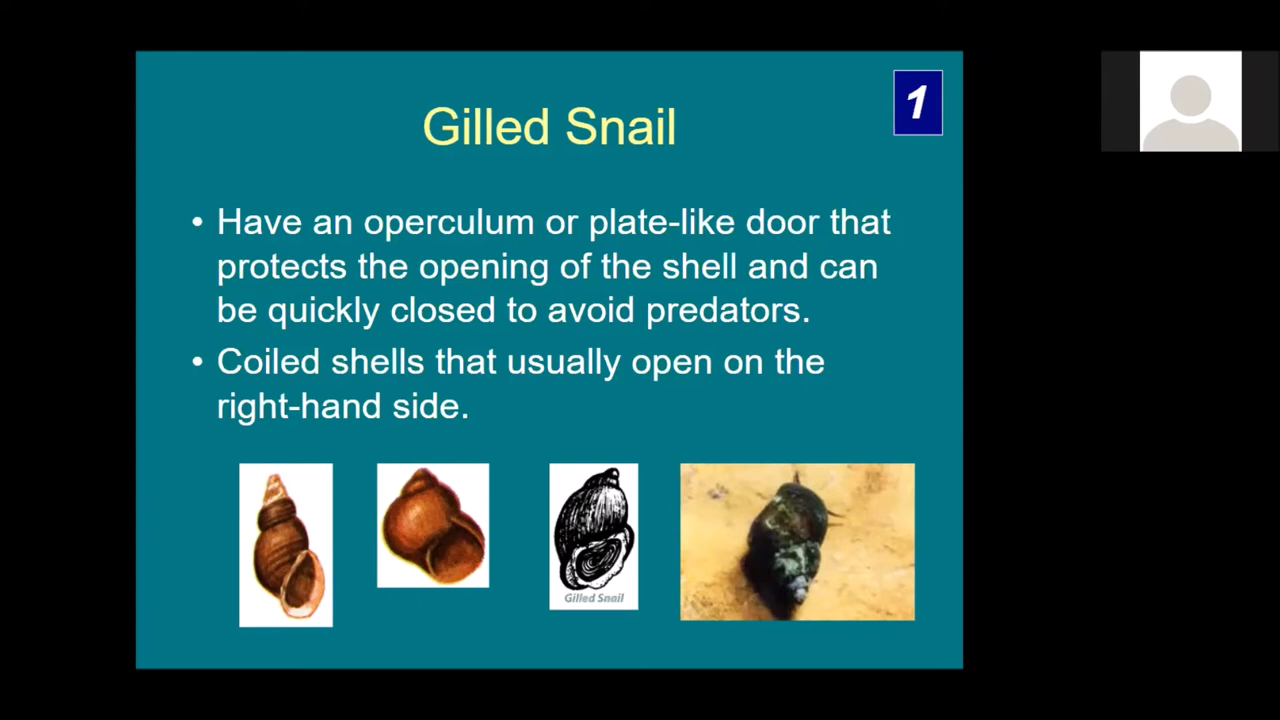 1
Gilled Snail
• Have an operculum or plate-like door that
protects the opening of the shell and can
be quickly closed to avoid predators.
• Coiled shells that usually open on the
right-hand side.
Gilled Snail